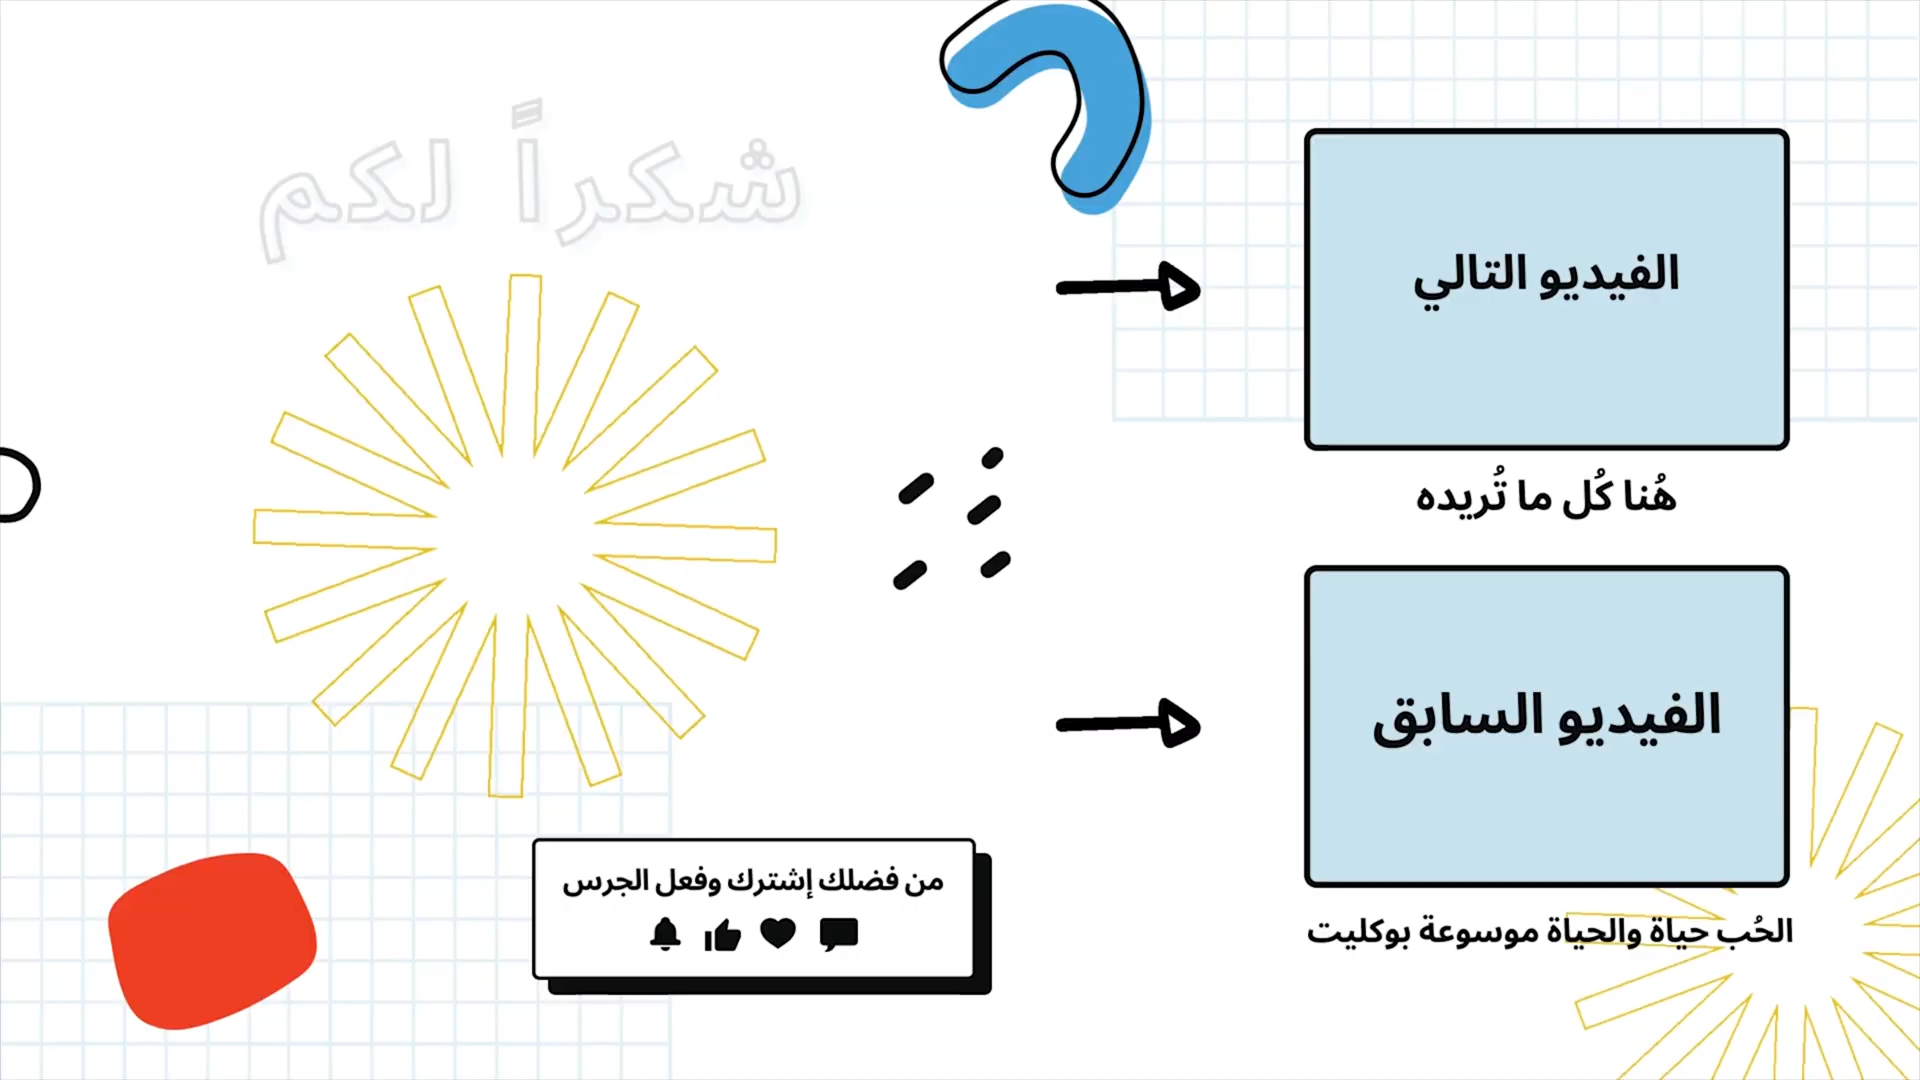 شكراً لكم
الفيديو التالي
هُنا كُل ما تُريده
الفيديو السابق
الحُب حياة والحياة موسوعة بوكليت
من فضلك إشترك وفعل الجرس